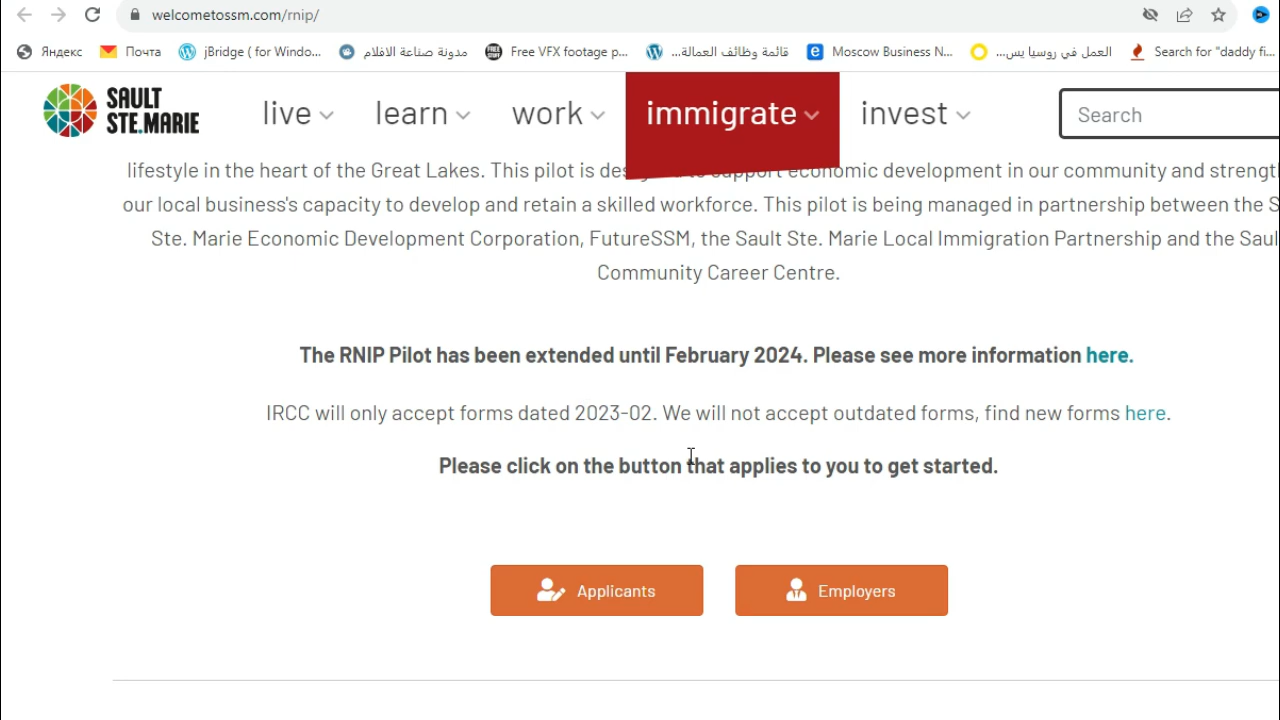 welcometossm.com/rnip/
Яндекс
Почта
jBridge ( for Windo...
مدونة صناعة الافلام
Free VFX footage p...
قائمة وظائف العمالة...
Moscow Business N...
العمل في روسيا يس...
Search for "daddy fi...
SAULT
STE.MARIE
live
learn
work
immigrate
invest
Search
lifestyle in the heart of the Great Lakes. This pilot is designed to support economic development in our community and strengt
our local business's capacity to develop and retain a skilled workforce. This pilot is being managed in partnership between the S
Ste. Marie Economic Development Corporation, FutureSSM, the Sault Ste. Marie Local Immigration Partnership and the Saul
Community Career Centre.
The RNIP Pilot has been extended until February 2024. Please see more information here.
IRCC will only accept forms dated 2023-02. We will not accept outdated forms, find new forms here.
Please click on the button that applies to you to get started.
Applicants
Employers